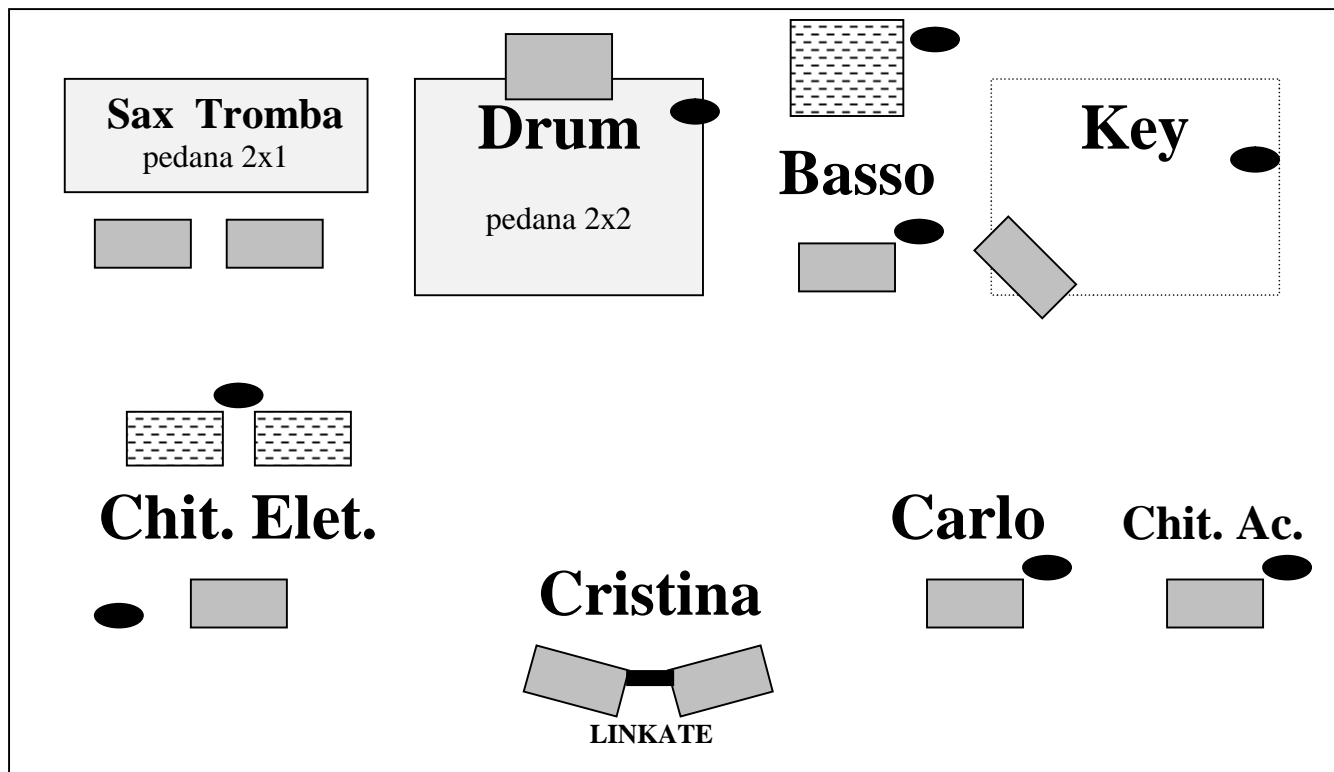 Sax Tromba
pedana 2x1
Drum
pedana 2x2
Basso
Key
Chit. Elet.
Cristina
LINKATE
Carlo
Chit. Ac.